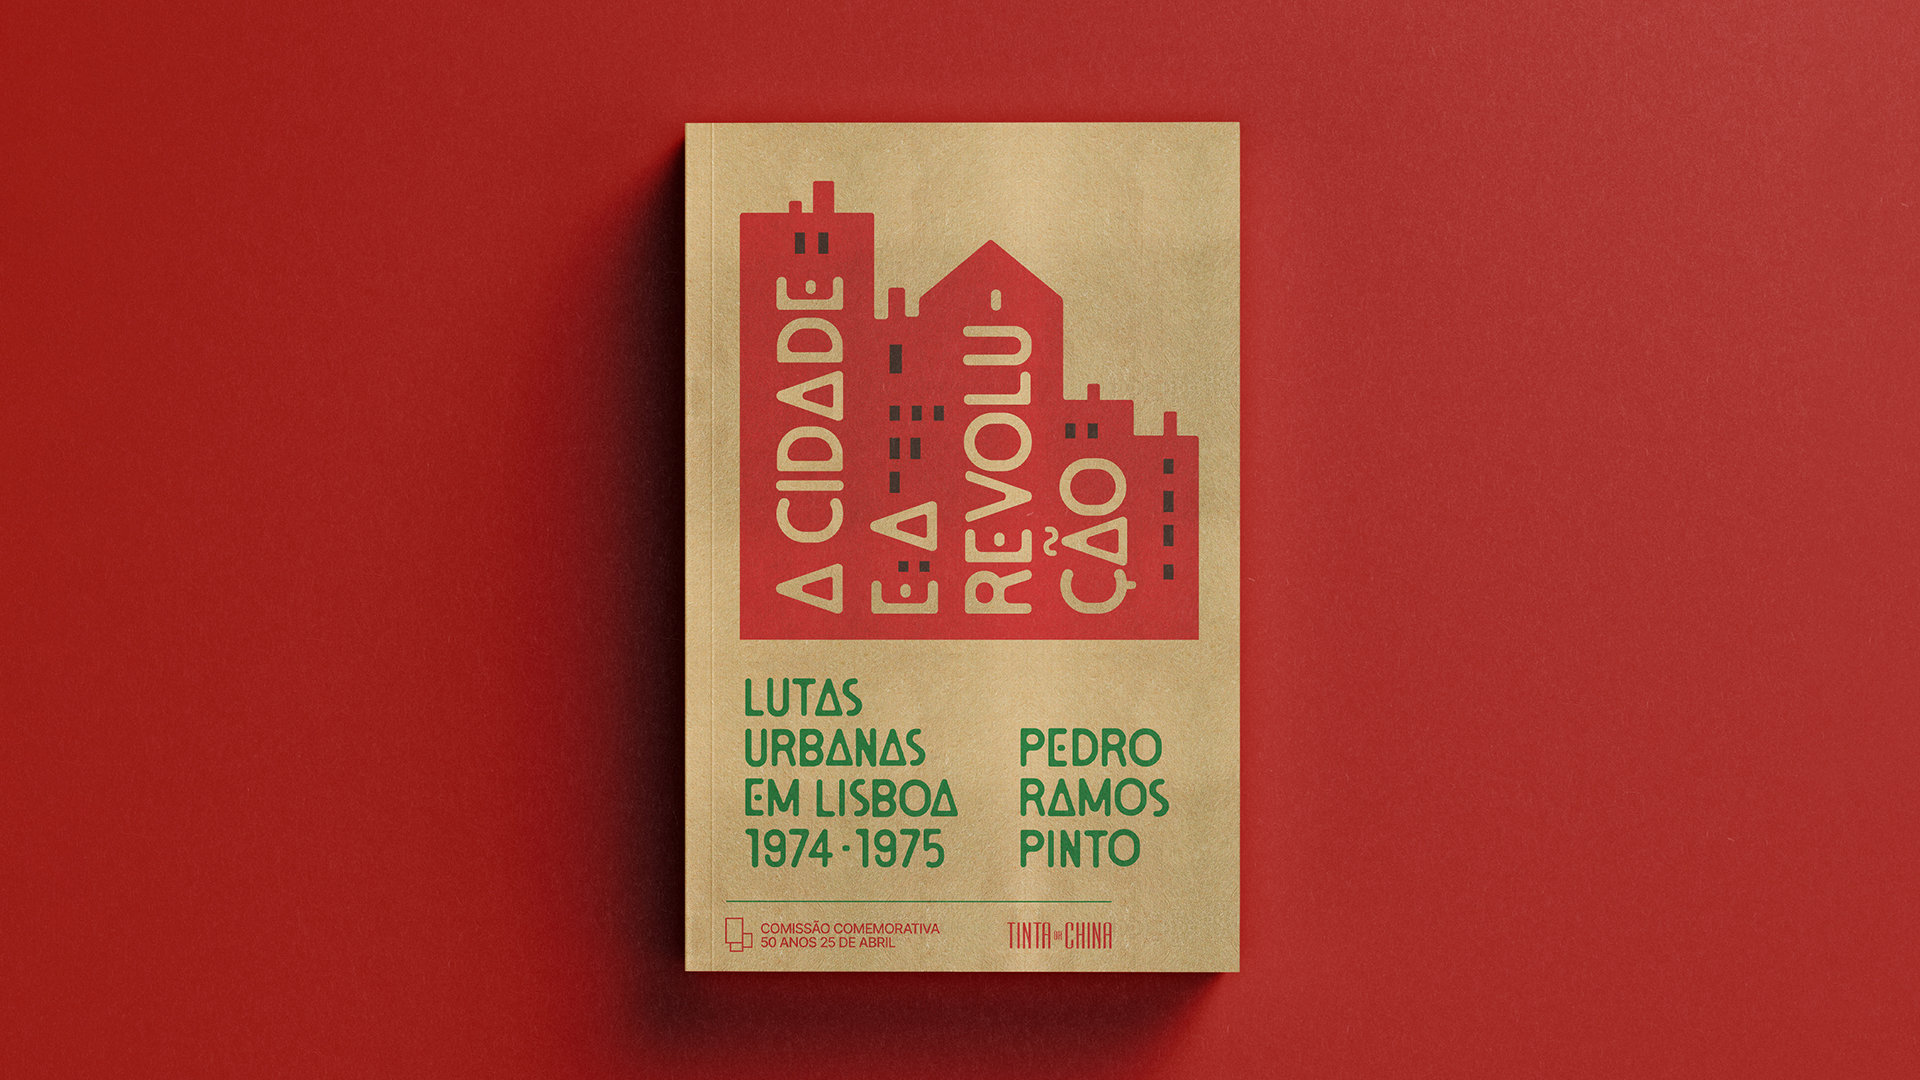 A CIDADE
E A
REVOLU-
ÇÃO
LUTAS
URBANAS
EM LISBOA
1974·1975
PEDRO
RAMOS
PINTO
COMISSÃO COMEMORATIVA
50 ANOS 25 DE ABRIL
TINTA DA CHINA